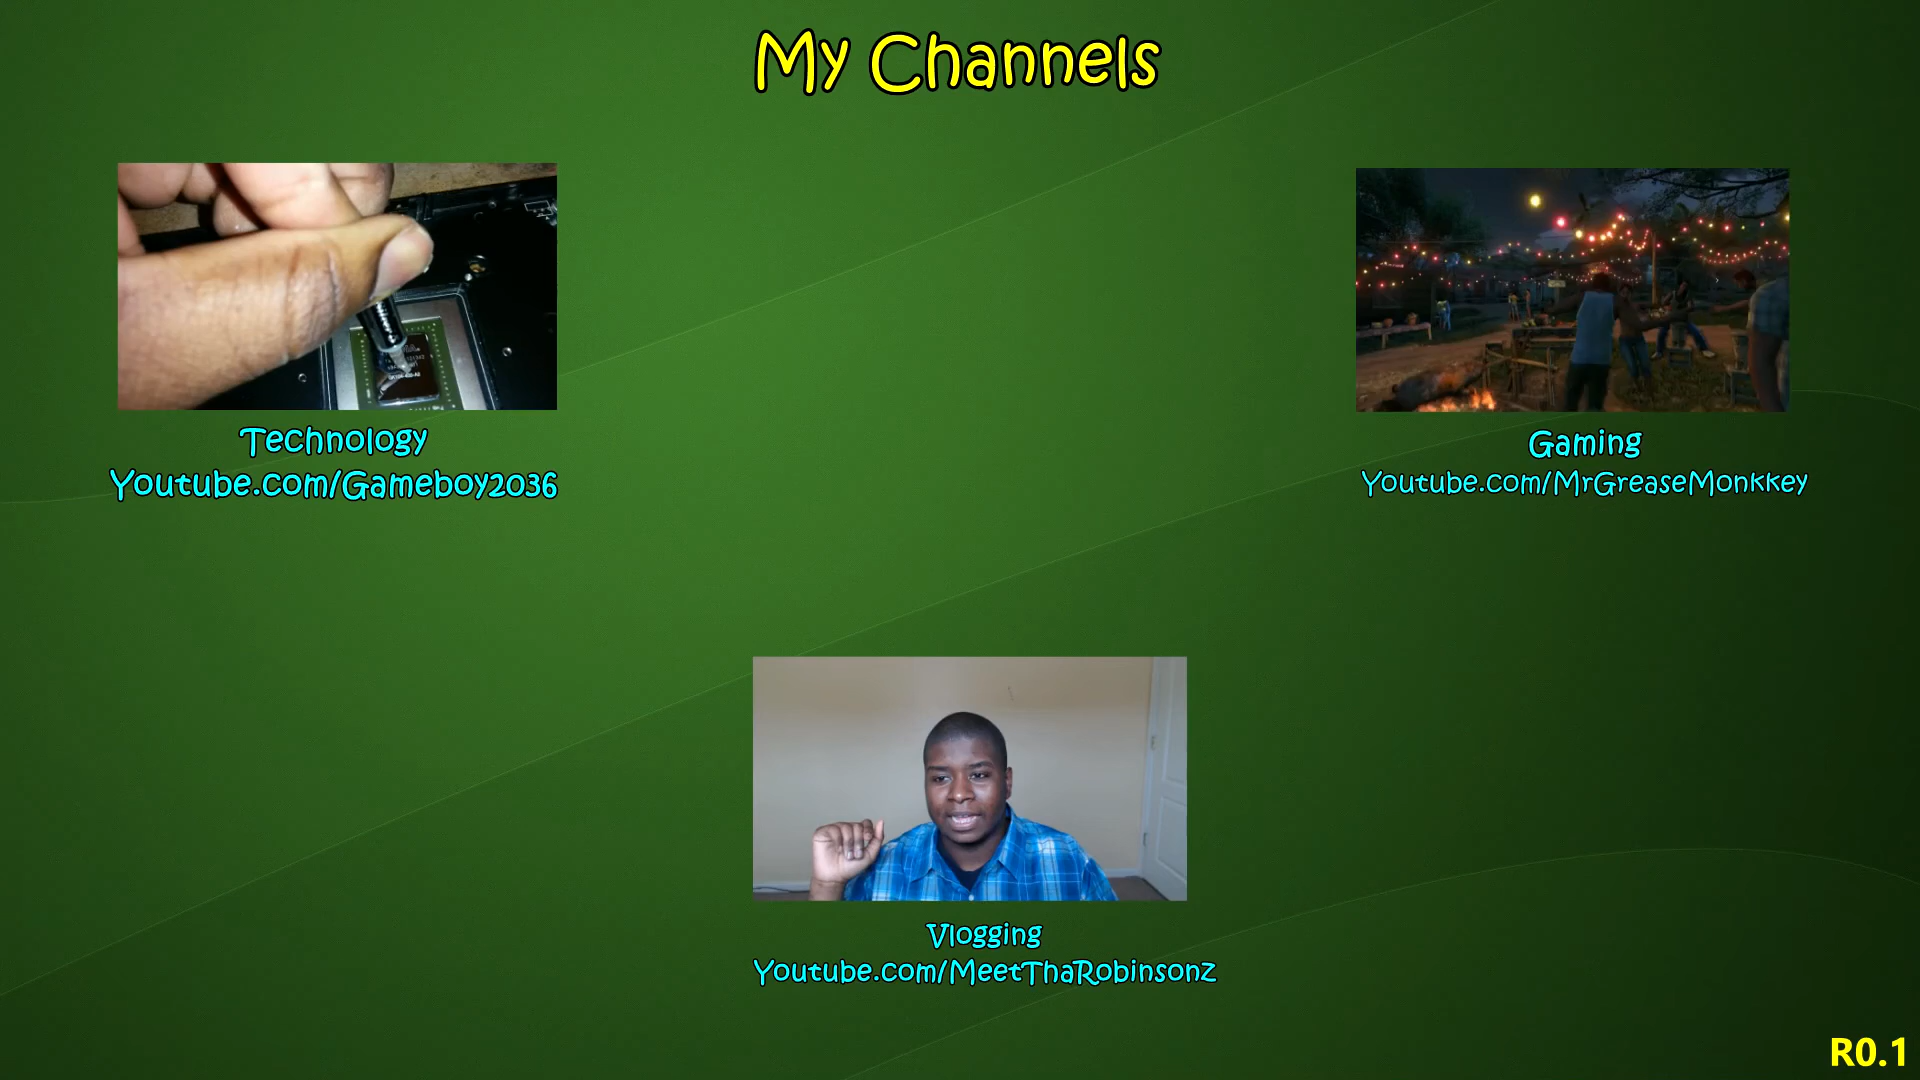 My Channels
Technology
Youtube.com/Gameboy2036
Gaming
Youtube.com/MrGreaseMonkkey
Vlogging
Youtube.com/MeetThaRobinsonz
R0.1